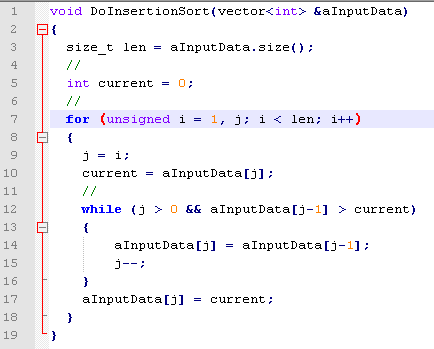 1 void DoInsertionSort(vector<int> &aInputData)
2 {
3   size_t len = aInputData.size();
4   //
5   int current = 0;
6   //
7   for (unsigned i = 1, j; i < len; i++)
8   {
9     j = i;
10     current = aInputData[j];
11     //
12     while (j > 0 && aInputData[j-1] > current)
13     {
14         aInputData[j] = aInputData[j-1];
15         j--;
16     }
17     aInputData[j] = current;
18   }
19 }